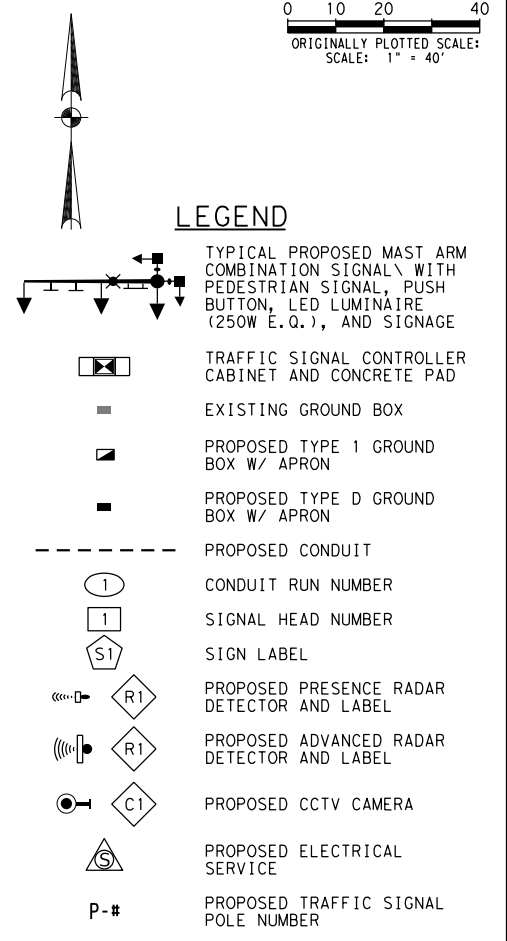 0 10 20 40
ORIGINALLY PLOTTED SCALE:
SCALE: 1" = 40'
LEGEND
TYPICAL PROPOSED MAST ARM
COMBINATION SIGNAL\ WITH
PEDESTRIAN SIGNAL, PUSH
BUTTON, LED LUMINAIRE
(250W E.Q.), AND SIGNAGE
TRAFFIC SIGNAL CONTROLLER
CABINET AND CONCRETE PAD
EXISTING GROUND BOX
PROPOSED TYPE 1 GROUND
BOX W/ APRON
PROPOSED TYPE D GROUND
BOX W/ APRON
PROPOSED CONDUIT
1 CONDUIT RUN NUMBER
1 SIGNAL HEAD NUMBER
S1 SIGN LABEL
R1 PROPOSED PRESENCE RADAR
DETECTOR AND LABEL
R1 PROPOSED ADVANCED RADAR
DETECTOR AND LABEL
C1 PROPOSED CCTV CAMERA
S PROPOSED ELECTRICAL
SERVICE
P-# PROPOSED TRAFFIC SIGNAL
POLE NUMBER